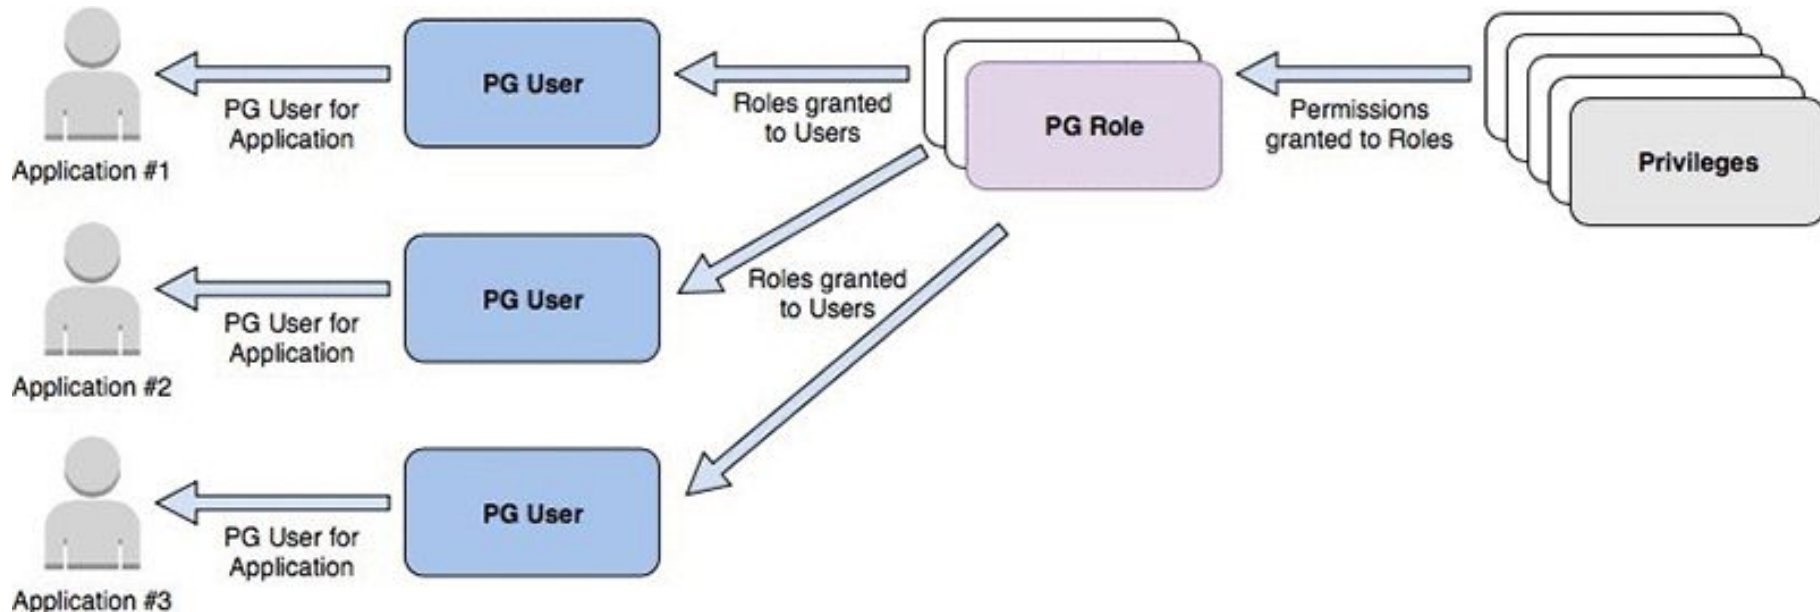 PG User
PG User for
Application
Application #1
Roles granted
to Users
PG Role
Permissions
granted to Roles
Privileges
PG User
PG User for
Application
Application #2
Roles granted
to Users
PG User
PG User for
Application
Application #3